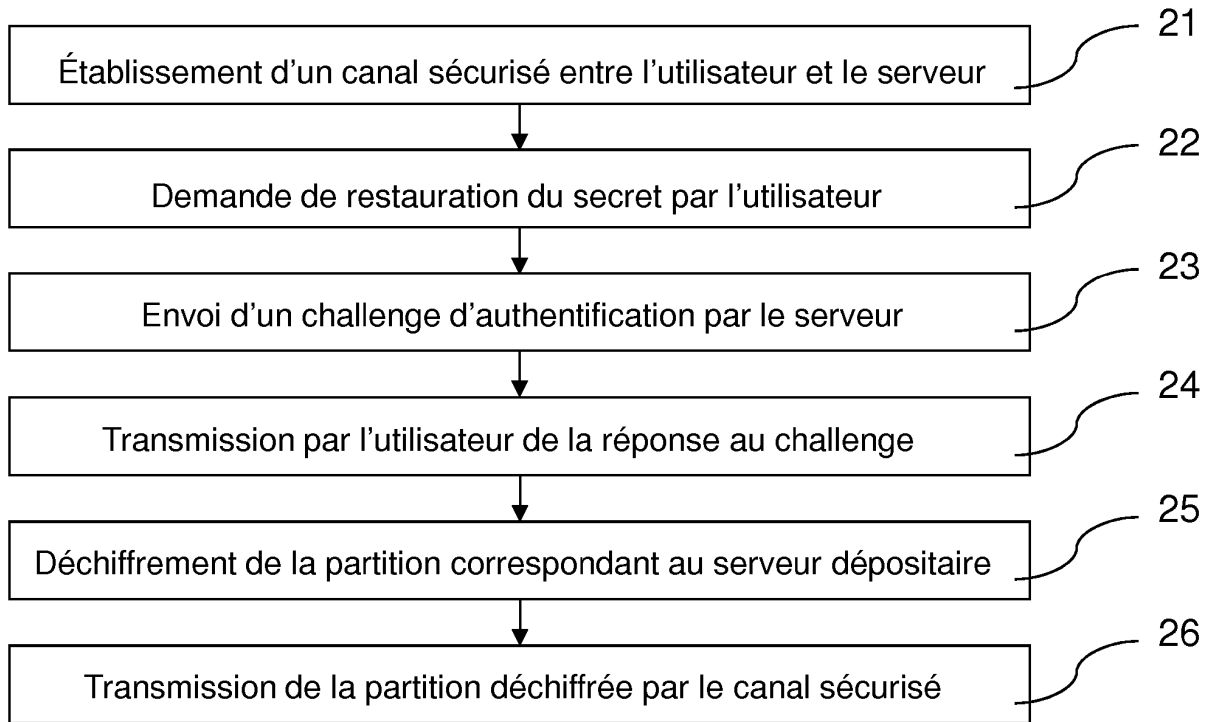 21
Établissement d’un canal sécurisé entre l’utilisateur et le serveur
22
Demande de restauration du secret par l’utilisateur
23
Envoi d’un challenge d’authentification par le serveur
24
Transmission par l’utilisateur de la réponse au challenge
25
Déchiffrement de la partition correspondant au serveur dépositaire
26
Transmission de la partition déchiffrée par le canal sécurisé